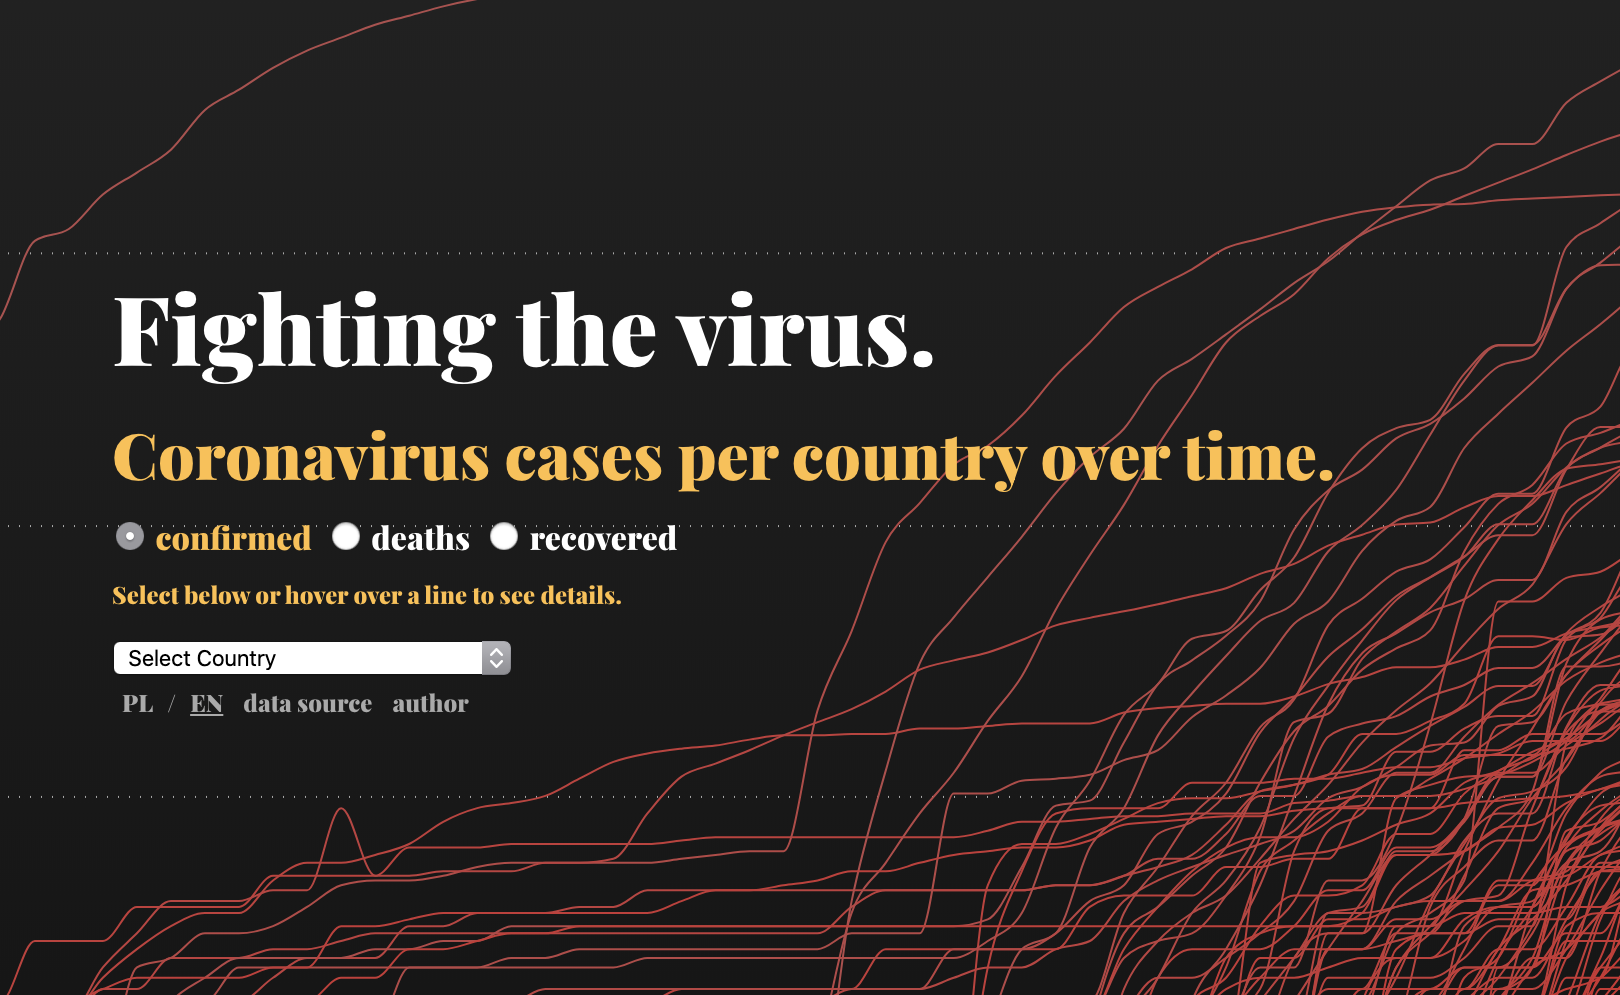 Fighting the virus.
Coronavirus cases per country over time.
confirmed deaths recovered
Select below or hover over a line to see details.
Select Country
PL / EN data source author